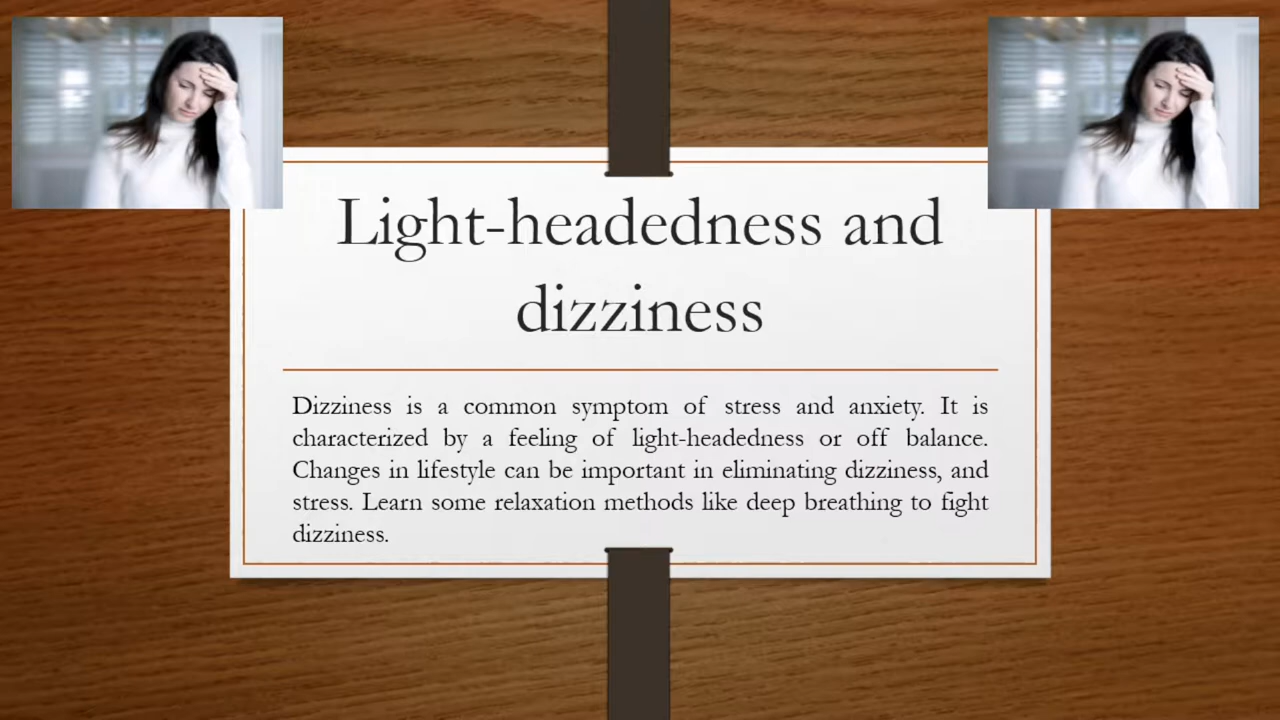 Light-headedness and
dizziness
Dizziness is a common symptom of stress and anxiety. It is
characterized by a feeling of light-headedness or off balance.
Changes in lifestyle can be important in eliminating dizziness, and
stress. Learn some relaxation methods like deep breathing to fight
dizziness.